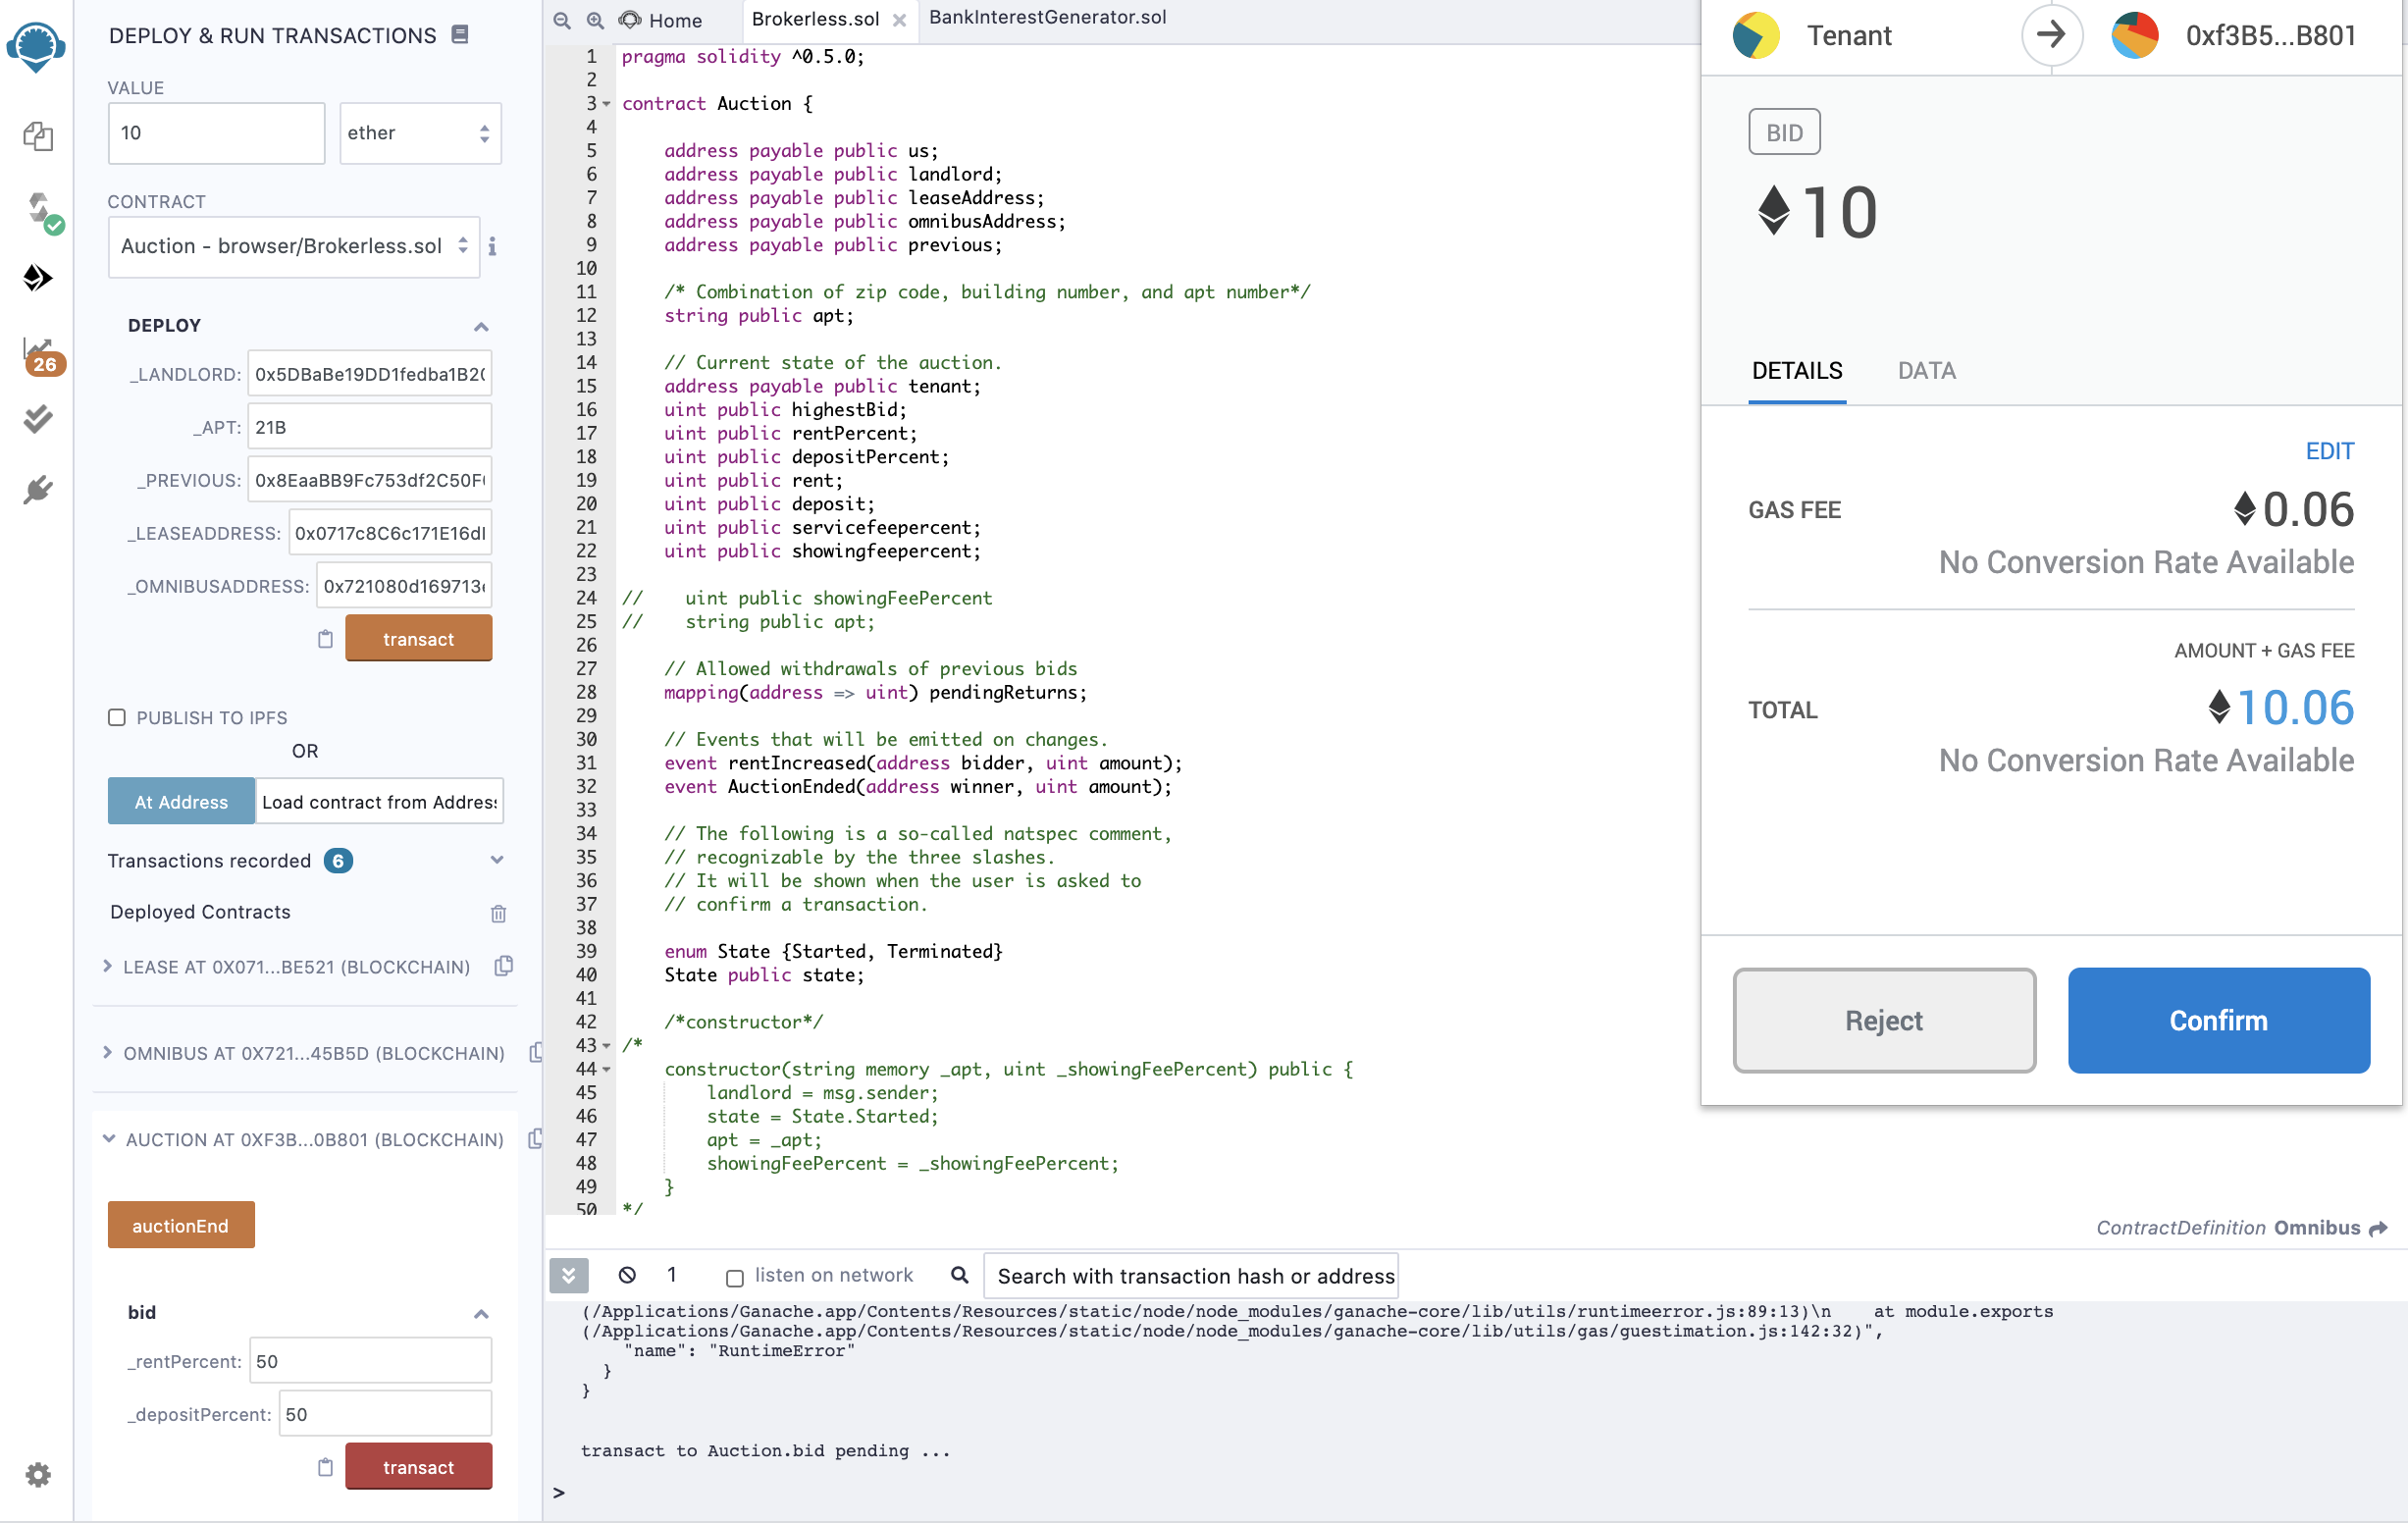 DEPLOY & RUN TRANSACTIONS
VALUE
10
ether
CONTRACT
Auction - browser/Brokerless.sol
i
26
DEPLOY
_LANDLORD: 0x5DBaBe19DD1fedba1B2
_APT: 21B
_PREVIOUS: 0x8EaaBB9Fc753df2C50F
_LEASEADDRESS: 0x0717c8C6c171E16d
_OMNIBUSADDRESS: 0x721080d169713
transact
PUBLISH TO IPFS
OR
At Address
Load contract from Address
Transactions recorded 6
Deployed Contracts
LEASE AT 0X071...BE521 (BLOCKCHAIN)
OMNIBUS AT 0X721...45B5D (BLOCKCHAIN)
AUCTION AT 0XF3B...0B801 (BLOCKCHAIN)
auctionEnd
bid
_rentPercent: 50
_depositPercent: 50
transact
Home
Brokerless.sol
BankInterestGenerator.sol
1 pragma solidity ^0.5.0;
2
3 contract Auction {
4
5 address payable public us;
6 address payable public landlord;
7 address payable public leaseAddress;
8 address payable public omnibusAddress;
9 address payable public previous;
10
11 /* Combination of zip code, building number, and apt number*/
12 string public apt;
13
14 // Current state of the auction.
15 address payable public tenant;
16 uint public highestBid;
17 uint public rentPercent;
18 uint public depositPercent;
19 uint public rent;
20 uint public deposit;
21 uint public servicefeepercent;
22 uint public showingfeepercent;
23
24 // uint public showingFeePercent
25 // string public apt;
26
27 // Allowed withdrawals of previous bids
28 mapping(address => uint) pendingReturns;
29
30 // Events that will be emitted on changes.
31 event rentIncreased(address bidder, uint amount);
32 event AuctionEnded(address winner, uint amount);
33
34 // The following is a so-called natspec comment,
35 // recognizable by the three slashes.
36 // It will be shown when the user is asked to
37 // confirm a transaction.
38
39 enum State {Started, Terminated}
40 State public state;
41
42 /*constructor*/
43 /*
44 constructor(string memory _apt, uint _showingFeePercent) public {
45 landlord = msg.sender;
46 state = State.Started;
47 apt = _apt;
48 showingFeePercent = _showingFeePercent;
49 }
50 */
ContractDefinition Omnibus
1
listen on network
Search with transaction hash or address
(/Applications/Ganache.app/Contents/Resources/static/node/node_modules/ganache-core/lib/utils/runtimeerror.js:89:13)\n    at module.exports
(/Applications/Ganache.app/Contents/Resources/static/node/node_modules/ganache-core/lib/utils/gas/guestimation.js:142:32)",
"name": "RuntimeError"
}
}
transact to Auction.bid pending ...
>
Tenant
0xf3B5...B801
BID
10
DETAILS
DATA
EDIT
GAS FEE
0.06
No Conversion Rate Available
AMOUNT + GAS FEE
TOTAL
10.06
No Conversion Rate Available
Reject
Confirm